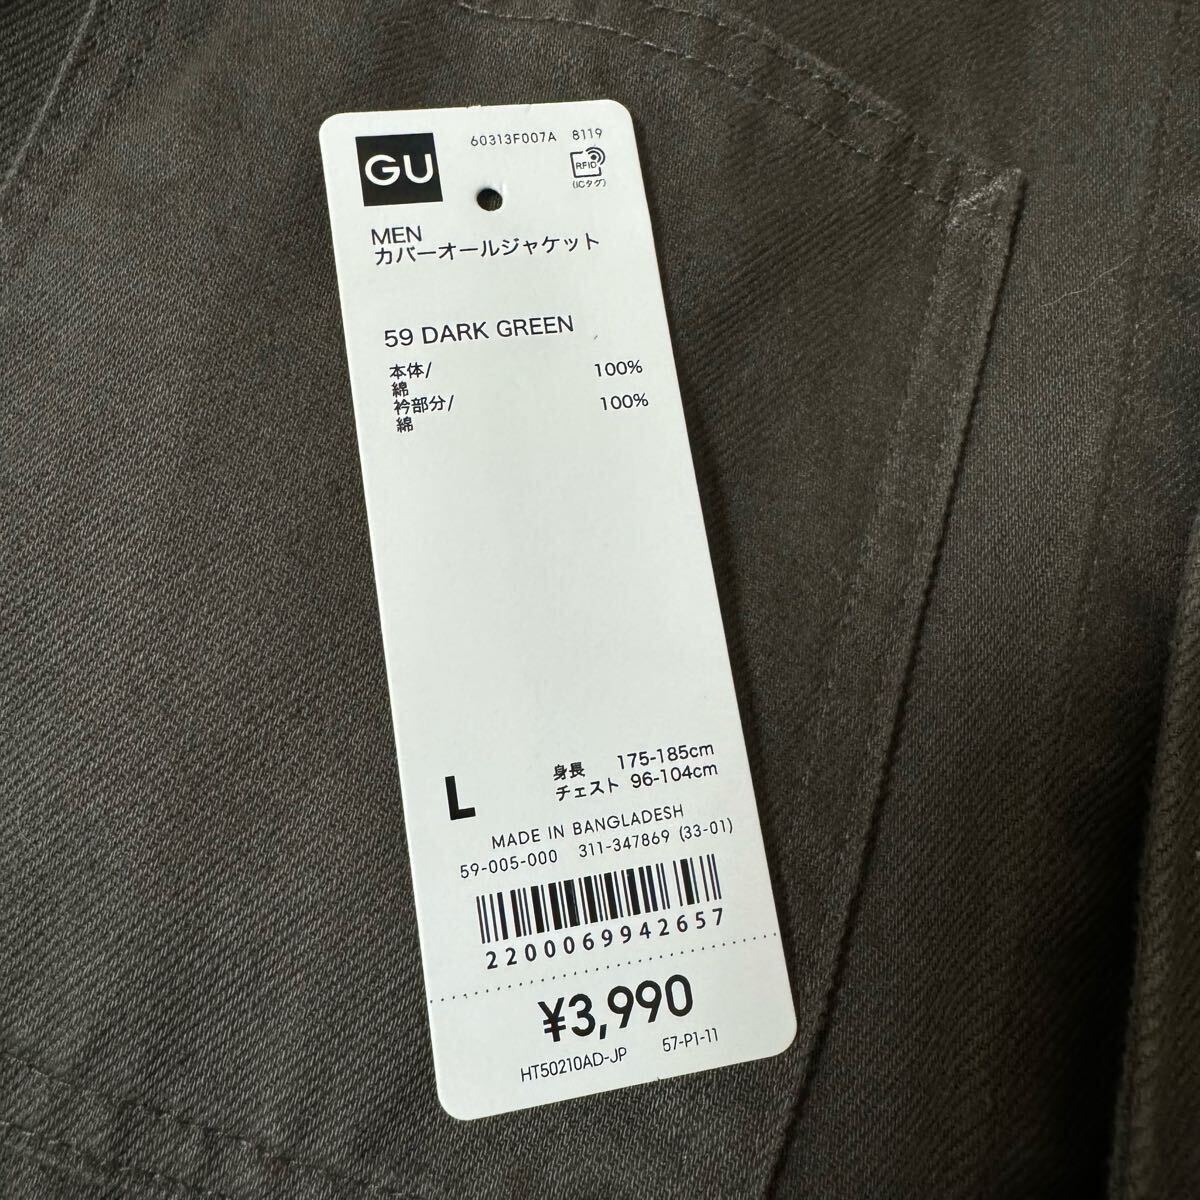 GU
60313F007A 8119
RFID
(ICタグ)
MEN
カバーオールジャケット
59 DARK GREEN
本体/ 100%
綿
衿部分/ 100%
綿
L
身長 175-185cm
チェスト 96-104cm
MADE IN BANGLADESH
59-005-000 311-347869 (33-01)
2200069942657
¥3,990
HT50210AD-JP 57-P1-11